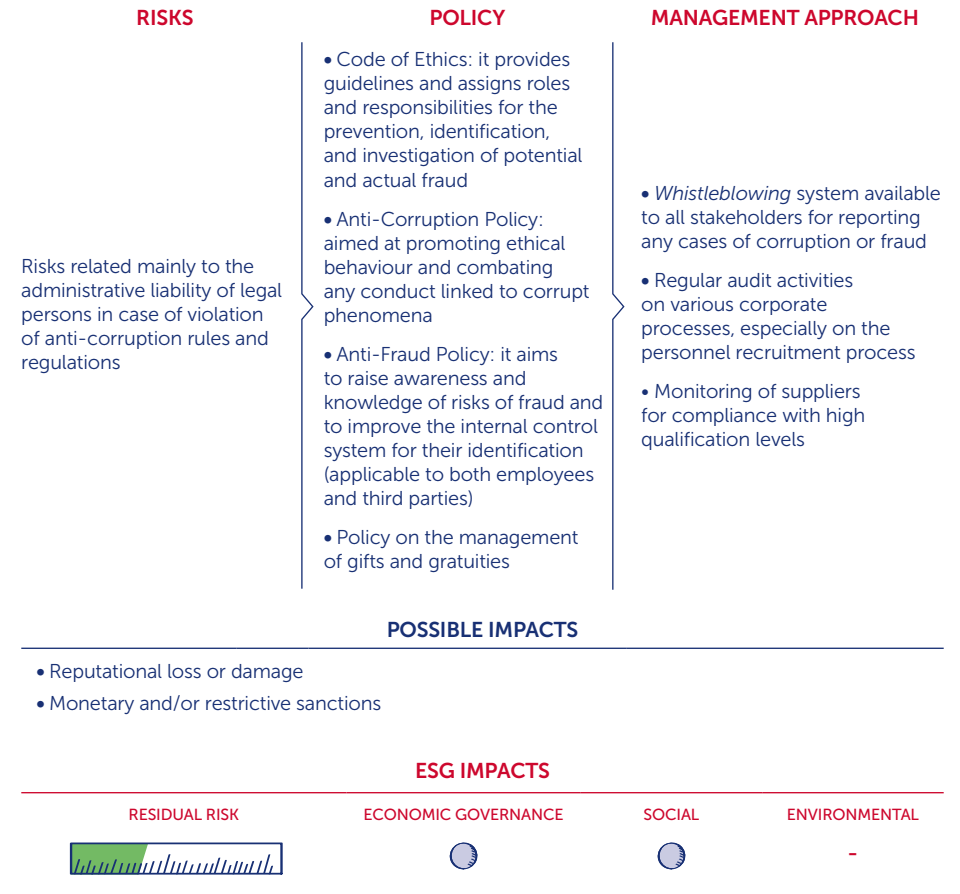 RISKS
Risks related mainly to the
administrative liability of legal
persons in case of violation
of anti-corruption rules and
regulations
POLICY
• Code of Ethics: it provides
guidelines and assigns roles
and responsibilities for the
prevention, identification,
and investigation of potential
and actual fraud
• Anti-Corruption Policy:
aimed at promoting ethical
behaviour and combating
any conduct linked to corrupt
phenomena
• Anti-Fraud Policy: it aims
to raise awareness and
knowledge of risks of fraud and
to improve the internal control
system for their identification
(applicable to both employees
and third parties)
• Policy on the management
of gifts and gratuities
MANAGEMENT APPROACH
• Whistleblowing system available
to all stakeholders for reporting
any cases of corruption or fraud
• Regular audit activities
on various corporate
processes, especially on the
personnel recruitment process
• Monitoring of suppliers
for compliance with high
qualification levels
POSSIBLE IMPACTS
• Reputational loss or damage
• Monetary and/or restrictive sanctions
ESG IMPACTS
RESIDUAL RISK
ECONOMIC GOVERNANCE
SOCIAL
ENVIRONMENTAL
-